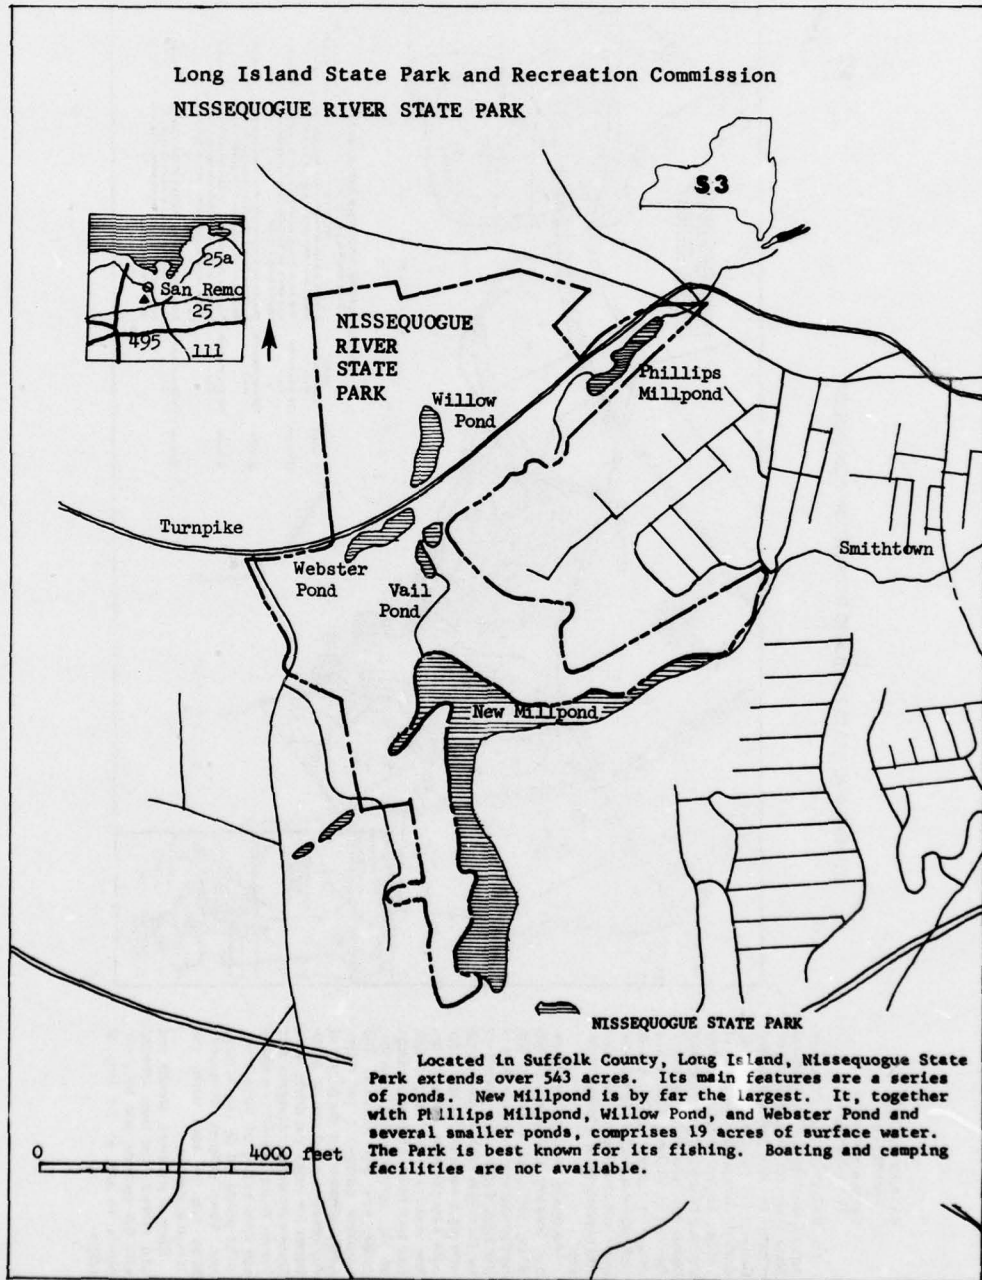 Long Island State Park and Recreation Commission
NISSEQUOGUE RIVER STATE PARK
S3
25a
San Remo
25
495
111
NISSEQUOGUE
RIVER
STATE
PARK
Willow
Pond
Phillips
Millpond
Turnpike
Webster
Pond
Vail
Pond
Smithtown
New Millpond
NISSEQUOGUE STATE PARK
Located in Suffolk County, Long Island, Nissequogue State
Park extends over 543 acres. Its main features are a series
of ponds. New Millpond is by far the largest. It, together
with Phillips Millpond, Willow Pond, and Webster Pond and
several smaller ponds, comprises 19 acres of surface water.
The Park is best known for its fishing. Boating and camping
facilities are not available.
0 4000 feet